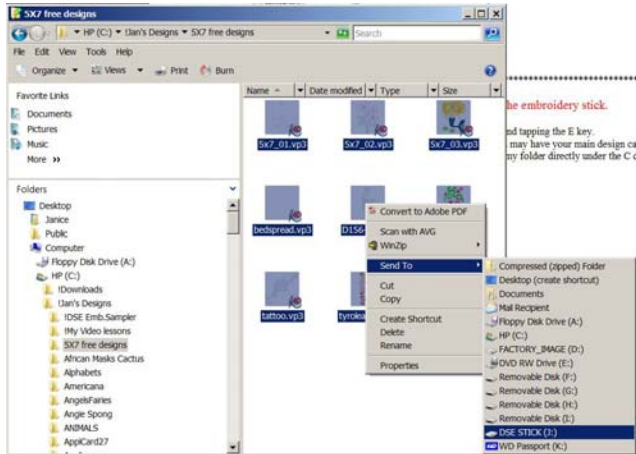 5X7 free designs
HP (C:) ▾ !Jan's Designs ▾ 5X7 free designs
Search
File Edit View Tools Help
Organize Views Print Burn
Favorite Links
Documents
Pictures
Music
More >>
Folders
Desktop
Janice
Public
Computer
Floppy Disk Drive (A:)
HP (C:)
!Downloads
!Jan's Designs
!DSE Emb.Sampler
!My Video lessons
5X7 free designs
African Masks Cactus
Alphabets
Americana
AngelsFairies
Angie Spong
ANIMALS
AppiCard27
Name Date modified Type Size
5x7_01.vp3 5x7_02.vp3 5x7_03.vp3
bedspread.vp3 D156-
tattoo.vp3 tyrolea
Convert to Adobe PDF
Scan with AVG
WinZip
Send To
Cut
Copy
Create Shortcut
Delete
Rename
Properties
Compressed (zipped) Folder
Desktop (create shortcut)
Documents
Mail Recipient
Floppy Disk Drive (A:)
HP (C:)
FACTORY_IMAGE (D:)
DVD RW Drive (E:)
Removable Disk (F:)
Removable Disk (G:)
Removable Disk (H:)
Removable Disk (I:)
DSE STICK (J:)
WD Passport (K:)
he embroidery stick.
nd tapping the E key.
may have your main design ca
my folder directly under the C d